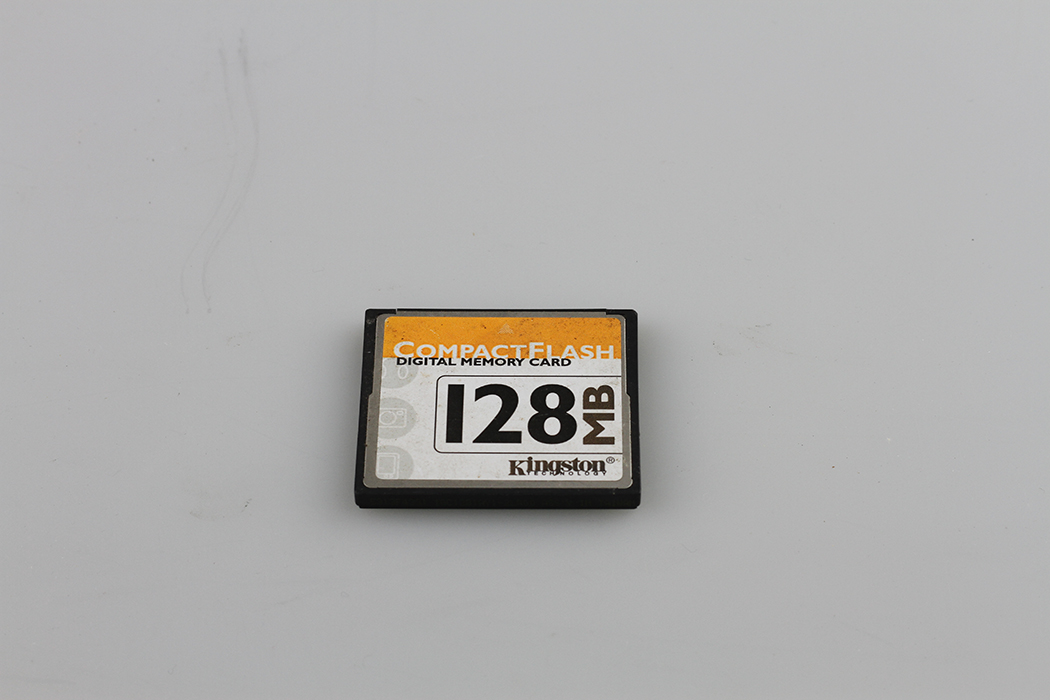 COMPACTFLASH
DIGITAL MEMORY CARD
128 MB
Kingston®
TECHNOLOGY